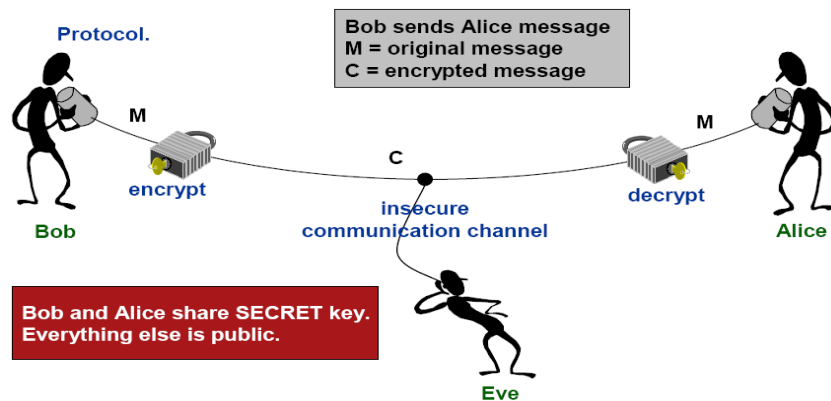 Protocol.
Bob sends Alice message
M = original message
C = encrypted message
M
M
C
encrypt
decrypt
insecure
communication channel
Bob
Alice
Bob and Alice share SECRET key.
Everything else is public.
Eve